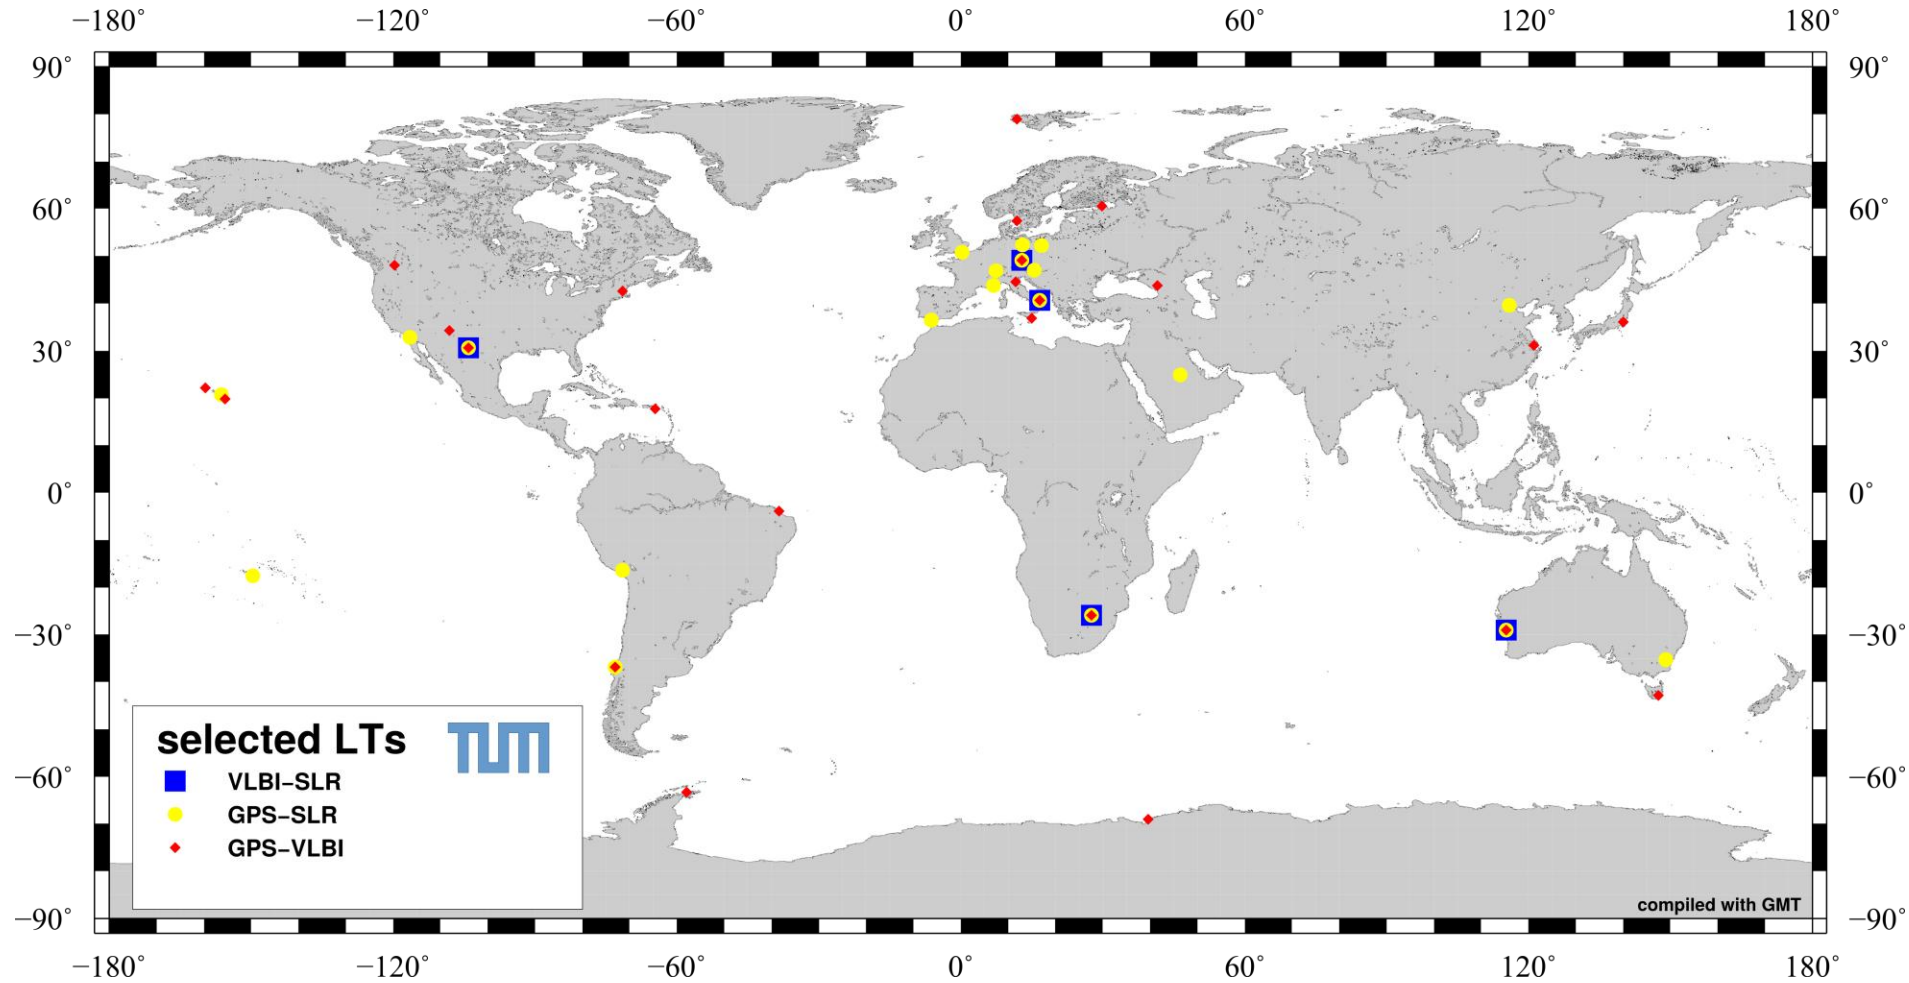 −180° −120° −60° 0° 60° 120° 180°
90° 90°
60° 60°
30° 30°
0° 0°
−30° −30°
selected LTs TUM
VLBI−SLR
−60° −60°
GPS−SLR
GPS−VLBI
compiled with GMT
−90° −90°
−180° −120° −60° 0° 60° 120° 180°